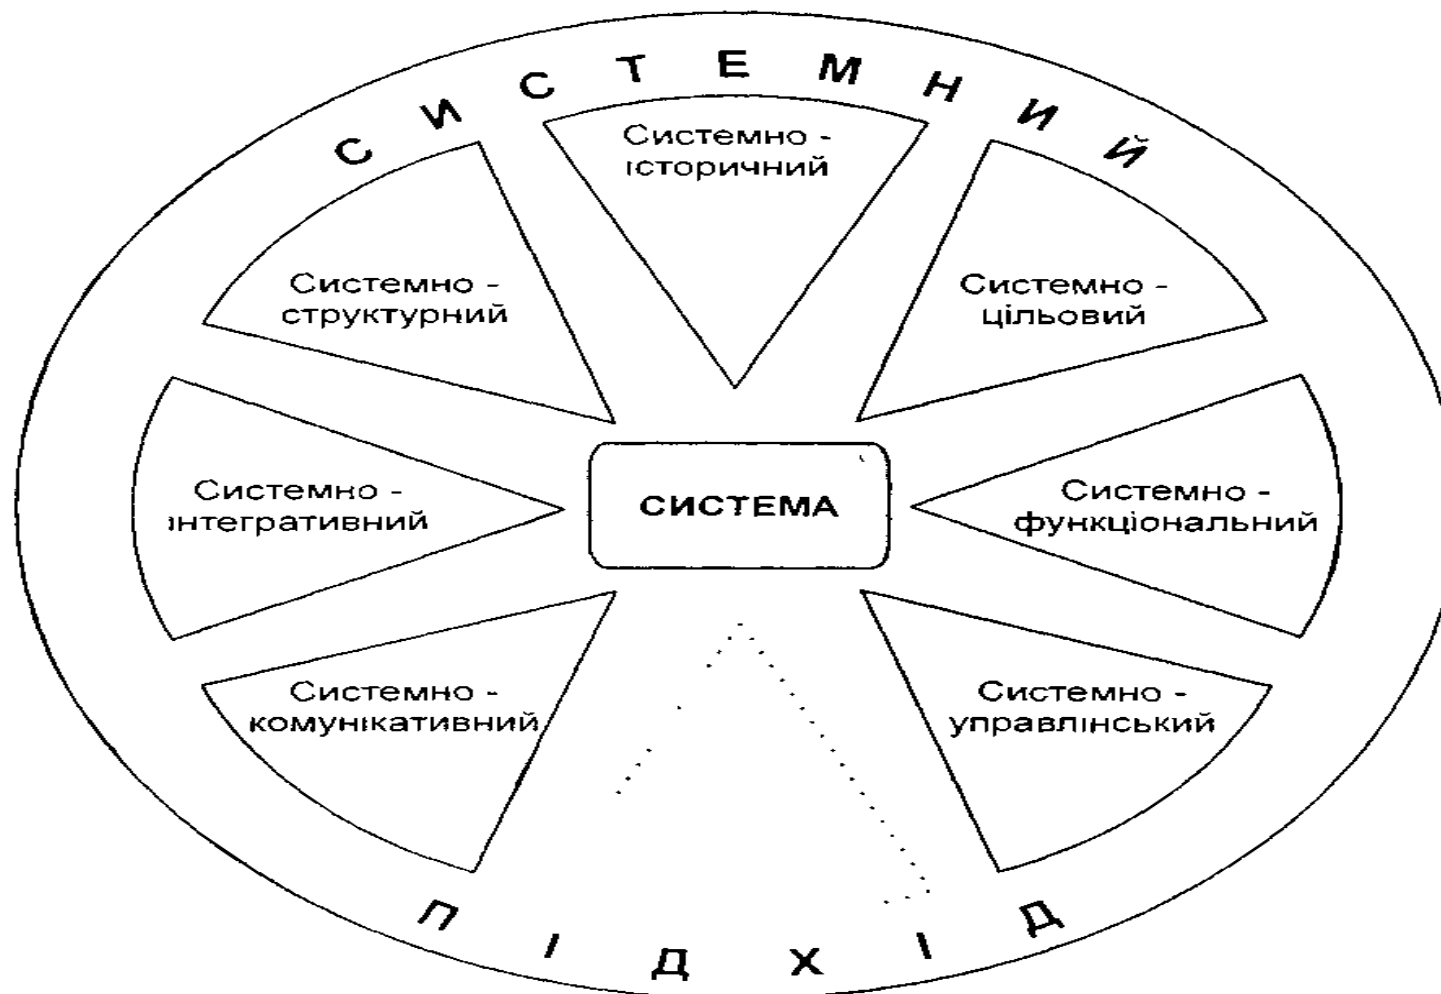 СИСТЕМНИЙ
Системно -
історичний
Системно -
структурний
Системно -
цільовий
Системно -
інтегративний
СИСТЕМА
Системно -
функціональний
Системно -
комунікативний
Системно -
управлінський
ПІДХІД